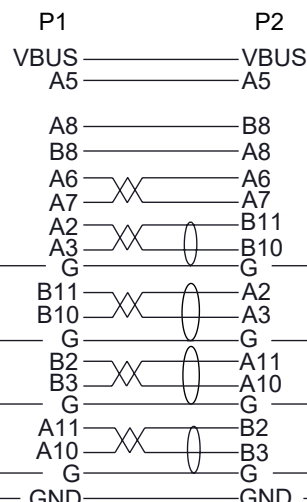 P1 P2
VBUS VBUS
A5 A5
A8 B8
B8 A8
A6 A6
A7 A7
A2 B11
A3 B10
G G
B11 A2
B10 A3
G G
B2 A11
B3 A10
G G
A11 B2
A10 B3
G G
GND GND